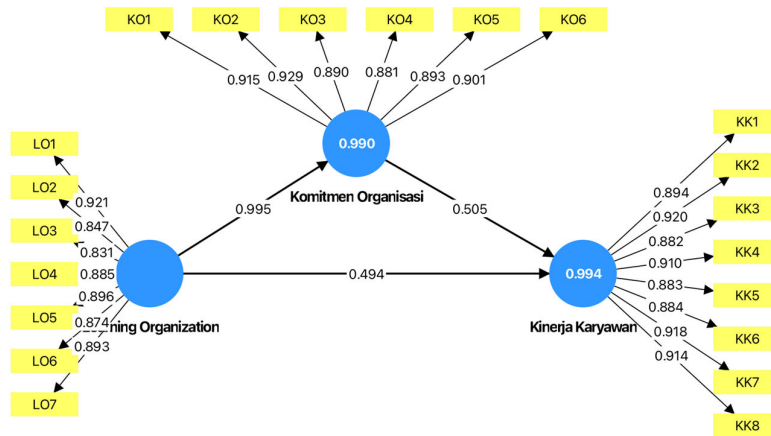 KO1 KO2 KO3 KO4 KO5 KO6
0.915 0.929 0.890 0.881 0.893 0.901
0.990
Komitmen Organisasi
LO1
LO2
LO3
LO4
LO5
LO6
LO7
0.921
0.847
0.831
0.885
0.896
0.874
0.893
ning Organization
0.995
0.505
0.494
0.994
Kinerja Karyawan
0.894
0.920
0.882
0.910
0.883
0.884
0.918
0.914
KK1
KK2
KK3
KK4
KK5
KK6
KK7
KK8